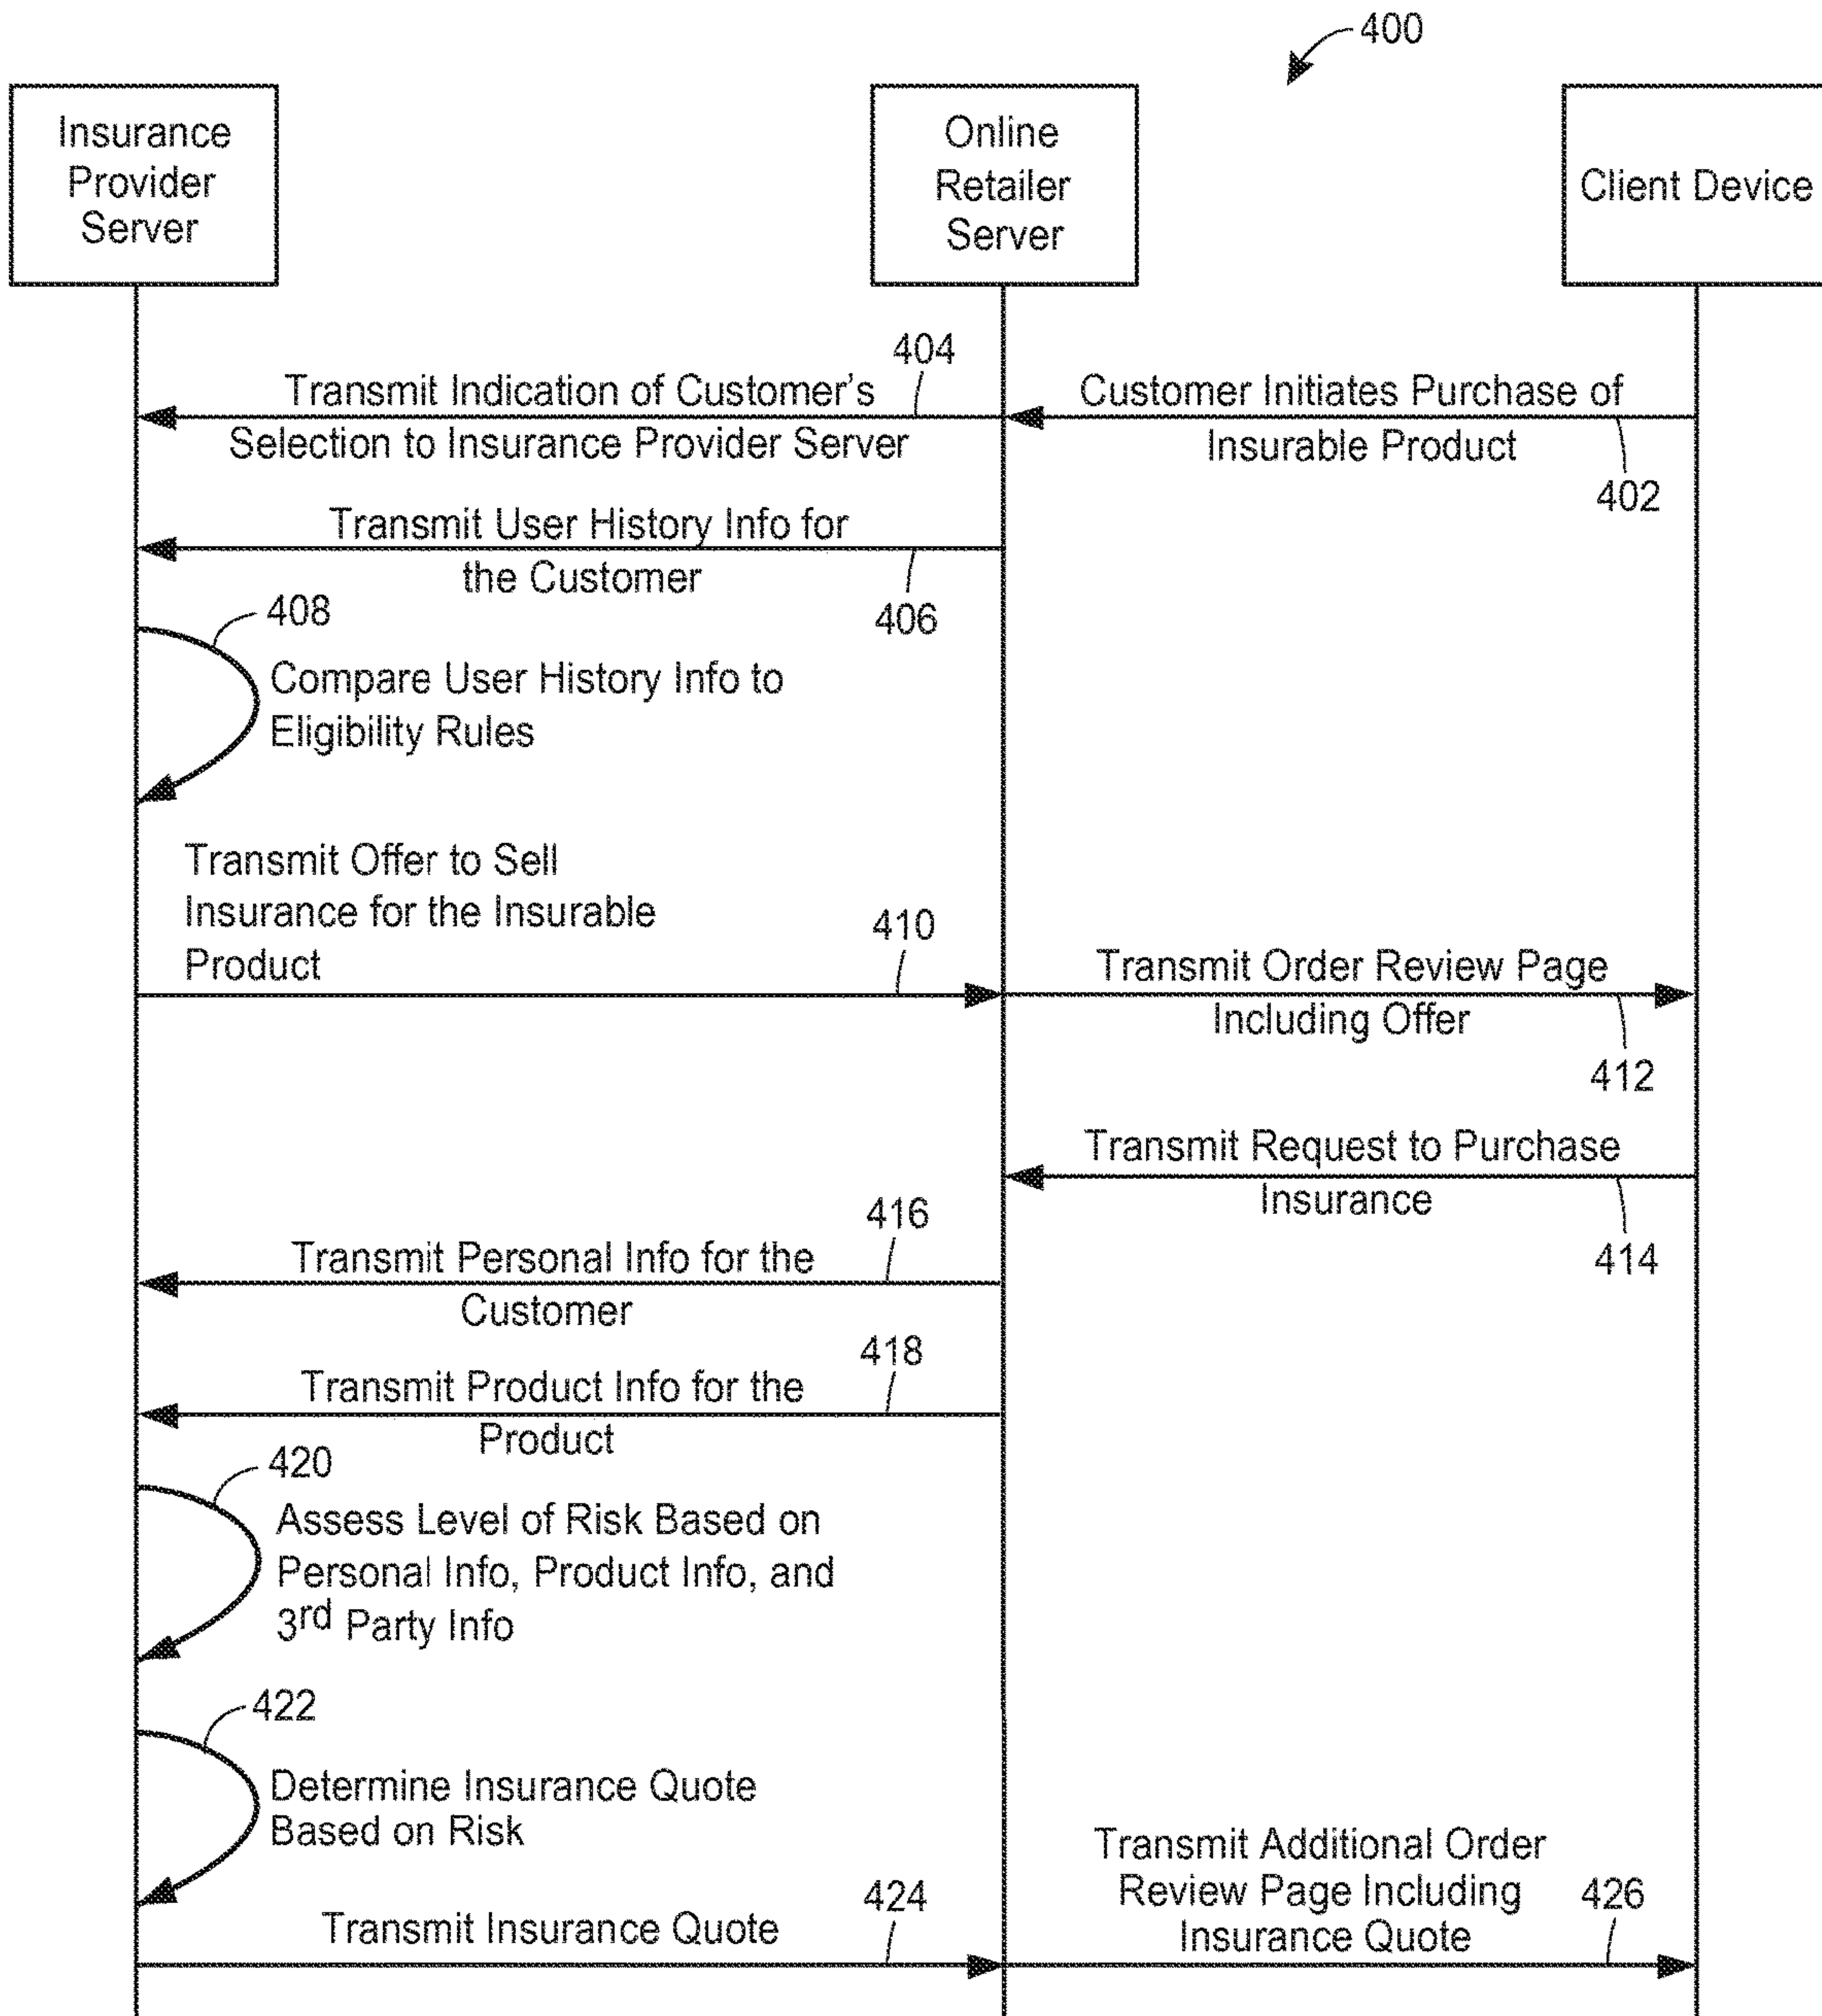 400
Insurance
Provider
Server
Online
Retailer
Server
Client Device
404
Transmit Indication of Customer's
Selection to Insurance Provider Server
Customer Initiates Purchase of
Insurable Product
402
Transmit User History Info for
the Customer
406
408
Compare User History Info to
Eligibility Rules
Transmit Offer to Sell
Insurance for the Insurable
Product
410
Transmit Order Review Page
Including Offer
412
Transmit Request to Purchase
Insurance
414
416
Transmit Personal Info for the
Customer
418
Transmit Product Info for the
Product
420
Assess Level of Risk Based on
Personal Info, Product Info, and
3rd Party Info
422
Determine Insurance Quote
Based on Risk
424
Transmit Insurance Quote
Transmit Additional Order
Review Page Including
Insurance Quote
426